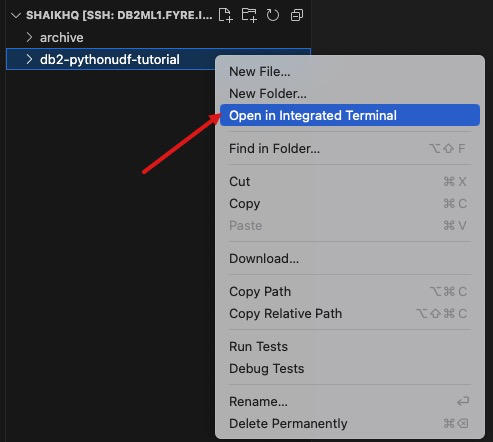 SHAIKHQ [SSH: DB2ML1.FYRE.I...
archive
db2-pythonudf-tutorial
New File...
New Folder...
Open in Integrated Terminal
Find in Folder... ⌥⇧ F
Cut ⌘ X
Copy ⌘ C
Paste ⌘ V
Download...
Copy Path ⌥⌘ C
Copy Relative Path ⌥⇧⌘ C
Run Tests
Debug Tests
Rename... ⏎
Delete Permanently ⌘⌫